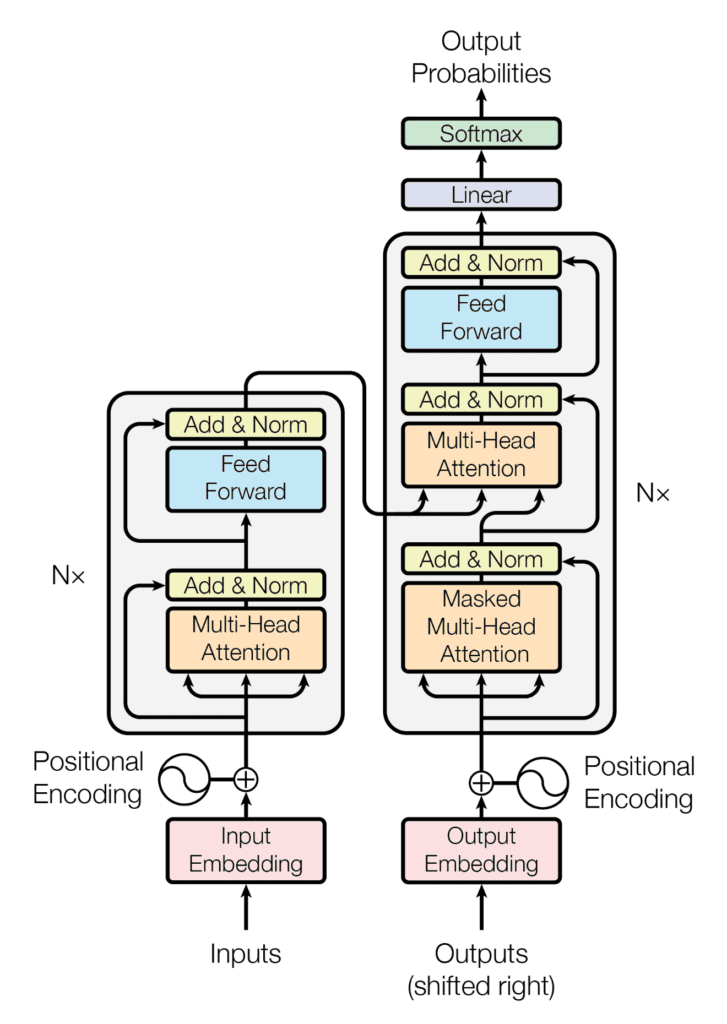 Output
Probabilities
Softmax
Linear
Add & Norm
Feed
Forward
Add & Norm
Multi-Head
Attention
Add & Norm
Masked
Multi-Head
Attention
Nx
Add & Norm
Feed
Forward
Add & Norm
Multi-Head
Attention
N×
Positional
Encoding
Positional
Encoding
Input
Embedding
Output
Embedding
Inputs
Outputs
(shifted right)